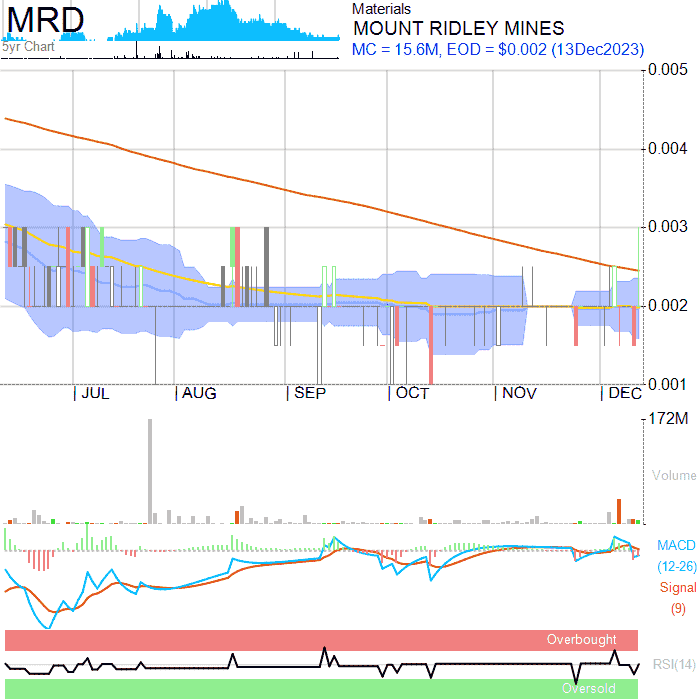 MRD
5yr Chart
Materials
MOUNT RIDLEY MINES
MC = 15.6M, EOD = $0.002 (13Dec2023)
0.005
0.004
0.003
0.002
0.001
| JUL | AUG | SEP | OCT | NOV | DEC
172M
Volume
MACD
(12-26)
Signal
(9)
Overbought
RSI(14)
Oversold